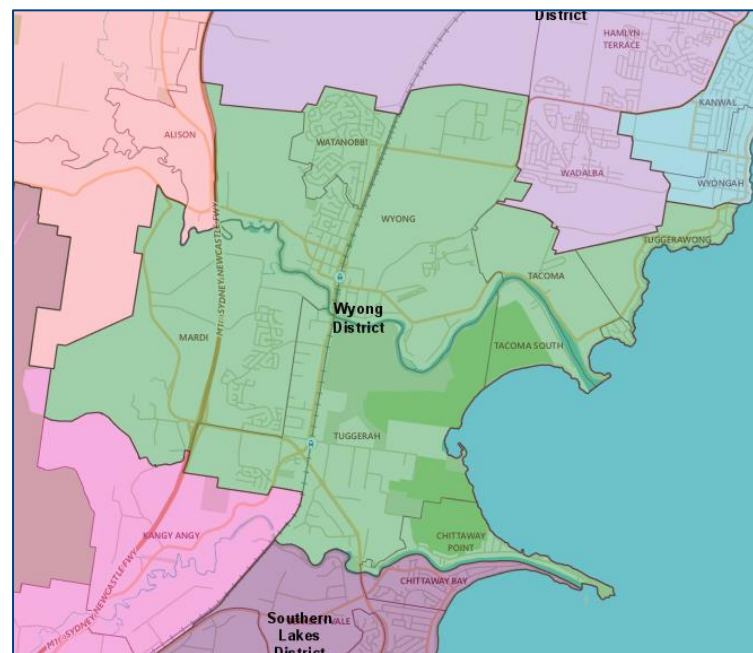 District
HAMLYN
TERRACE
KANWAL
ALISON
WATANOBBI
WADALBA
WYONGAH
WYONG
TUGGERAWONG
M1 SYDNEY-NEWCASTLE FWY
TACOMA
Wyong
District
MARDI
TACOMA SOUTH
TUGGERAH
KANGY ANGY
CHITTAWAY
POINT
M1 SYDNEY-NEWCASTLE FWY
CHITTAWAY BAY
Southern
Lakes
District
VALE